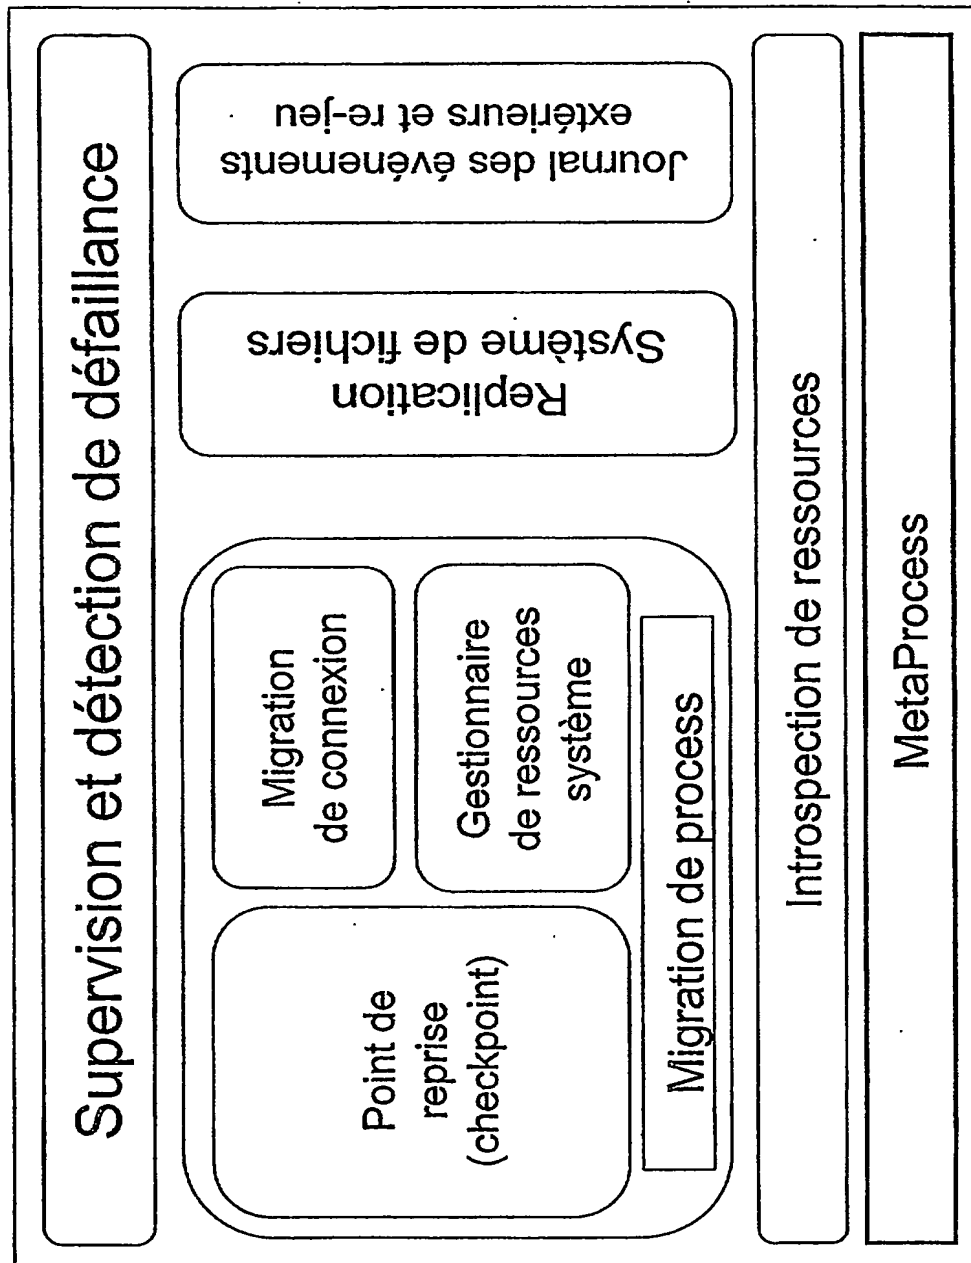 Supervision et détection de défaillance
Point de
reprise
(checkpoint)
Migration
de connexion
Gestionnaire
de ressources
système
Migration de process
Replication
Système de fichiers
Journal des événements
extérieurs et re-jeu
Introspection de ressources
MetaProcess